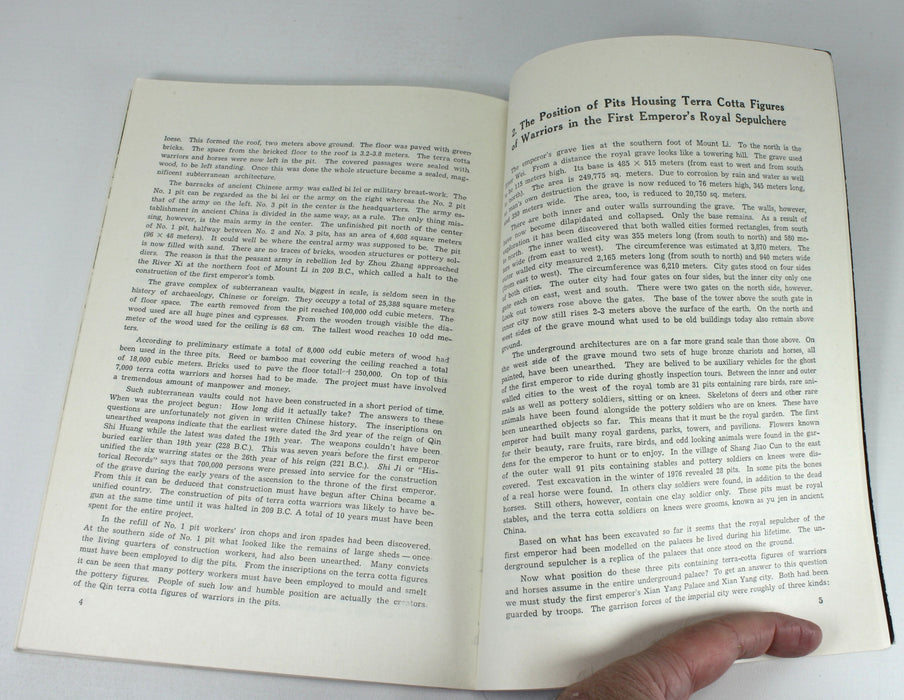 loose. This formed the roof, two meters above ground. The floor was paved with green
bricks. The space from the bricked floor to the roof is 3.2-3.8 meters. The terra cotta
warriors and horses were now left in the pit. The covered passages were sealed with
wood, to be left standing. Once this was done the whole structure became a sealed, mag-
nificent subterranean architecture.
The barracks of ancient Chinese army was called bi lei or military breast-work. The
No. 1 pit can be regarded as the bi lei or the army on the right whereas the No. 2 pit
that of the army on the left. No. 3 pit in the center is the headquarters. The army es-
tablishment in ancient China is divided in the same way, as a rule. The only thing mis-
sing, however, is the main army in the center. The unfinished pit north of the center
of No. 1 pit, halfway between No. 2 and No. 3 pits, has an area of 4,608 square meters
(96 × 48 meters). It could well be where the central army was supposed to be. The pit
is now filled with sand. There are no traces of bricks, wooden structures or pottery sol-
diers. The reason is that the peasant army in rebellion led by Zhou Zhang approached
the River Xi at the northern foot of Mount Li in 209 B.C., which called a halt to the
construction of the first emperor's tomb.
The grave complex of subterranean vaults, biggest in scale, is seldom seen in the
history of archaeology, Chinese or foreign. They occupy a total of 25,388 square meters
of floor space. The earth removed from the pit reached 100,000 odd cubic meters. The
wood used are all huge pines and cypresses. From the wooden trough visible the dia-
meter of the wood used for the ceiling is 68 cm. The tallest wood reaches 10 odd me-
ters.
According to preliminary estimate a total of 8,000 odd cubic meters of wood had
been used in the three pits. Reed or bamboo mat covering the ceiling reached a total
of 18,000 cubic meters. Bricks used to pave the floor total 250,000. On top of this
7,000 terra cotta warriors and horses had to be made. The project must have involved
a tremendous amount of manpower and money.
Such subterranean vaults could not have been constructed in a short period of time.
When was the project begun: How long did it actually take? The answers to these
questions are unfortunately not given in written Chinese history. The inscriptions on
unearthed weapons indicate that the earliest were dated the 3rd year of the reign of Qin
Shi Huang while the latest was dated the 19th year. The weapons couldn't have been
buried earlier than 19th year (228 B.C.). This was seven years before the first emperor
unified the six warring states or the 26th year of his reign (221 B.C.). Shi Ji or "His-
torical Records" says that 700,000 persons were pressed into service for the construction
of the grave during the early years of the ascension to the throne of the first emperor.
From this it can be deduced that construction must have begun after China became a
unified country. The construction of pits of terra cotta warriors was likely to have be-
gun at the same time until it was halted in 209 B.C. A total of 10 years must have been
spent for the entire project.
In the refill of No. 1 pit workers' iron chops and iron spades had been discovered.
At the southern side of No. 1 pit what looked like the remains of large sheds — once
the living quarters of construction workers, had also been unearthed. Many convicts
must have been employed to dig the pits. From the inscriptions on the terra cotta figures
it can be seen that many pottery workers must have been employed to mould and smelt
the pottery figures. People of such low and humble position are actually the creators.
of the Qin terra cotta figures of warriors in the pits.
4
2. The Position of Pits Housing Terra Cotta Figures
of Warriors in the First Emperor's Royal Sepulchere
The emperor's grave lies at the southern foot of Mount Li. To the north is the
Wei. From a distance the royal grave looks like a towering hill. The grave used
to be 115 meters high. Its base is 485 × 515 meters (from east to west and from south
to north). The area is 249,775 sq. meters. Due to corrosion by rain and water as well
man's own destruction the grave is now reduced to 76 meters high, 345 meters long,
and 350 meters wide. The area, too, is reduced to 20,750 sq. meters.
There are both inner and outer walls surrounding the grave. The walls, however,
have now become dilapidated and collapsed. Only the base remains. As a result of
exploration it has been discovered that both walled cities formed rectangles, from south
to north. The inner walled city was 355 meters long (from south to north) and 580 me-
ters wide (from east to west). The circumference was estimated at 3,870 meters. The
outer walled city measured 2,165 meters long (from south to north) and 940 meters wide
(from east to west). The circumference was 6,210 meters. City gates stood on four sides
of both cities. The outer city had four gates on four sides, but the inner city only one
gate each on east, west and south. There were two gates on the north side, however.
Look out towers rose above the gates. The base of the tower above the south gate in
inner city now still rises 2-3 meters above the surface of the earth. On the north and
west sides of the grave mound what used to be old buildings today also remain above
ground.
The underground architectures are on a far more grand scale than those above. On
the west side of the grave mound two sets of huge bronze chariots and horses, all
painted, have been unearthed. They are belived to be auxiliary vehicles for the ghost
of the first emperor to ride during ghostly inspection tours. Between the inner and outer
walled cities to the west of the royal tomb are 31 pits containing rare birds, rare ani-
mals as well as pottery soldiers, sitting or on knees. Skeletons of deers and other rare
animals have been found alongside the pottery soldiers who are on knees. These have
been unearthed objects so far. This means that it must be the royal garden. The first
emperor had built many royal gardens, parks, towers, and pavilions. Flowers known
for their beauty, rare fruits, rare birds, and odd looking animals were found in the gar-
dens for the emperor to hunt or to enjoy. In the village of Shang Jiao Cun to the east
of the outer wall 91 pits containing stables and pottery soldiers on knees were dis-
covered. Test excavation in the winter of 1976 revealed 28 pits. In some pits the bones
of a real horse were found. In others clay soldiers were found, in addition to the dead
horses. Still others, however, contain one clay soldier only. These pits must be royal
stables, and the terra cotta soldiers on knees were grooms, known as yu jen in ancient
China.
Based on what has been excavated so far it seems that the royal sepulcher of the
first emperor had been modelled on the palaces he lived during his lifetime. The un-
derground sepulcher is a replica of the palaces that once stood on the ground.
Now what position do these three pits containing terra-cotta figures of warriors
and horses assume in the entire underground palace? To get an answer to this question
we must study the first emperor's Xian Yang Palace and Xian Yang city. Both had been
guarded by troops. The garrison forces of the imperial city were roughly of three kinds:
5